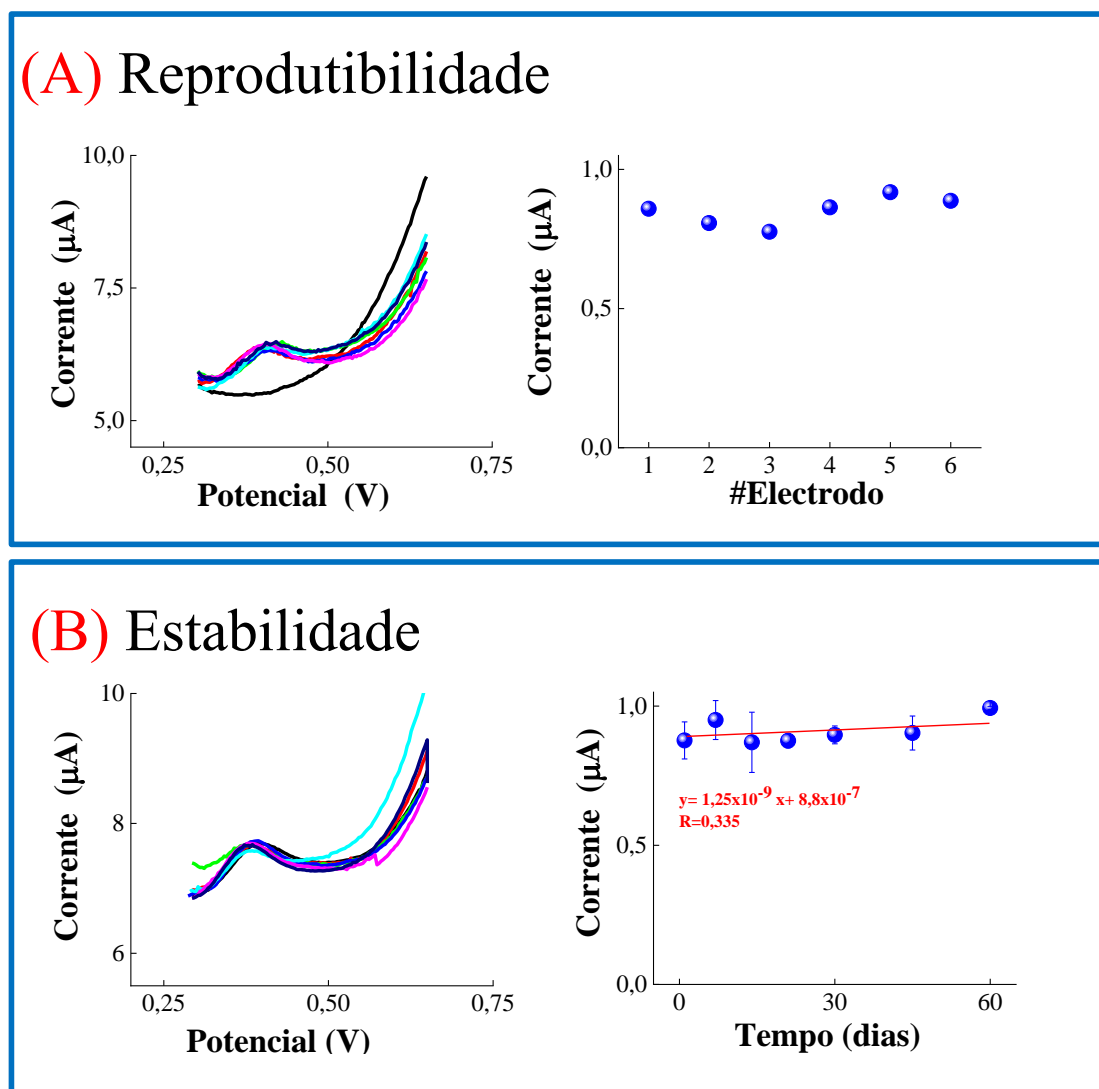 (A) Reprodutibilidade
10,0
7,5
5,0
Corrente (µA)
0,25
0,50
0,75
Potencial (V)
1,0
0,5
0,0
Corrente (µA)
1
2
3
4
5
6
#Electrodo
(B) Estabilidade
10
8
6
Corrente (µA)
0,25
0,50
0,75
Potencial (V)
1,0
0,5
1,0
Corrente (µA)
y= 1,25x10⁻⁹ x+ 8,8x10⁻⁷
R=0,335
0
30
60
Tempo (dias)